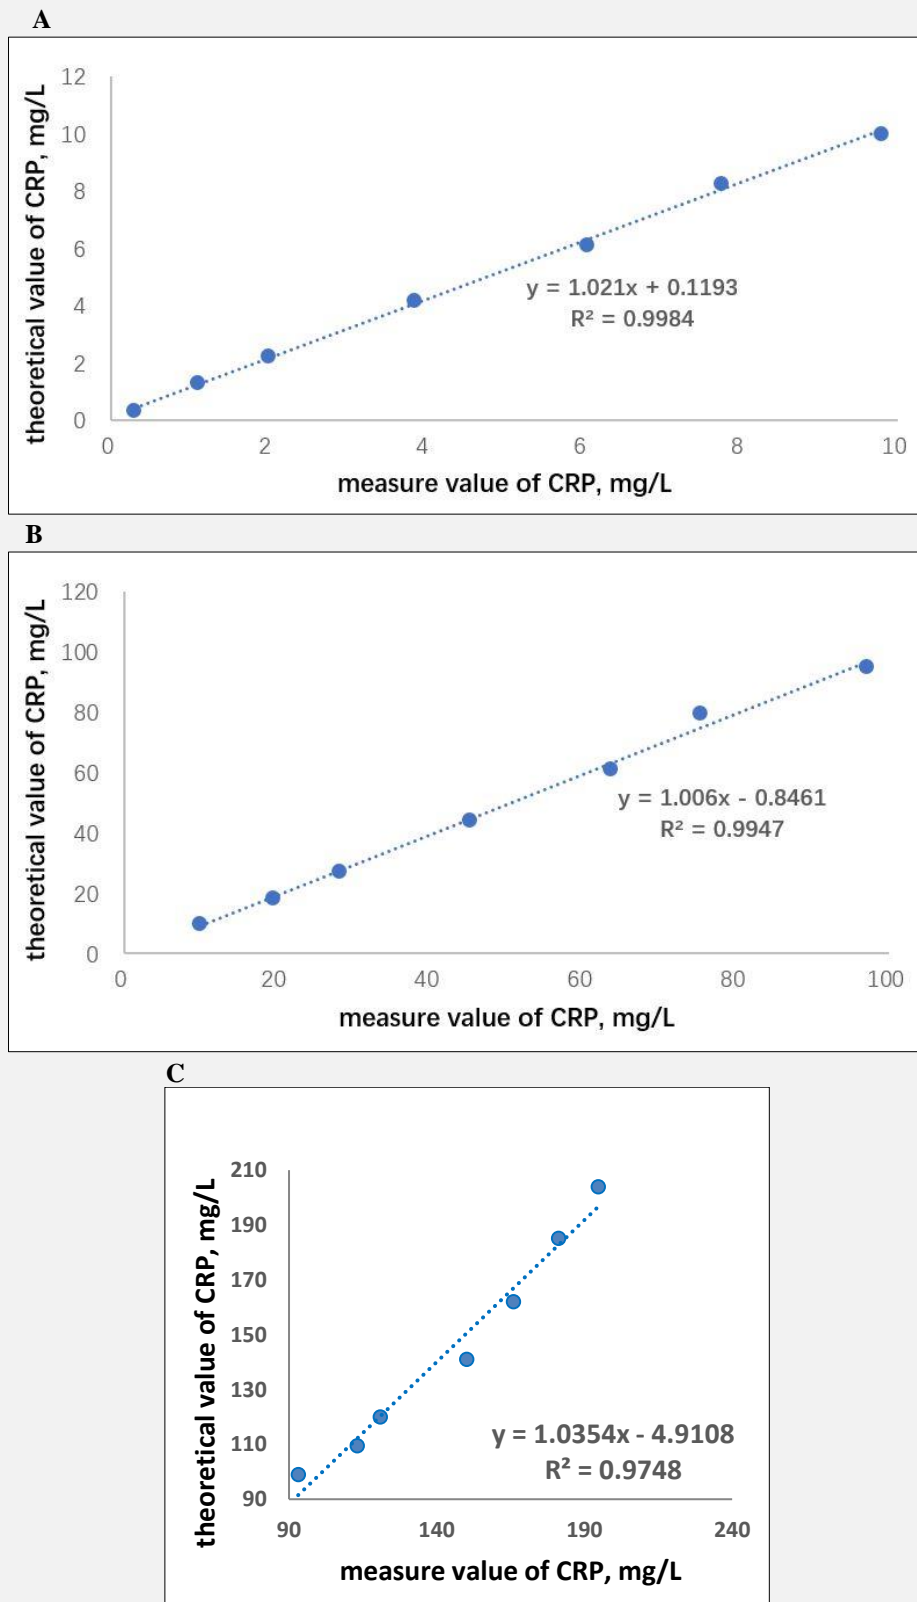 A
theoretical value of CRP, mg/L
12
10
8
6
4
2
0
y = 1.021x + 0.1193
R² = 0.9984
0 2 4 6 8 10
measure value of CRP, mg/L
B
theoretical value of CRP, mg/L
120
100
80
60
40
20
0
y = 1.006x - 0.8461
R² = 0.9947
0 20 40 60 80 100
measure value of CRP, mg/L
C
theoretical value of CRP, mg/L
210
190
170
150
130
110
90
y = 1.0354x - 4.9108
R² = 0.9748
90 140 190 240
measure value of CRP, mg/L